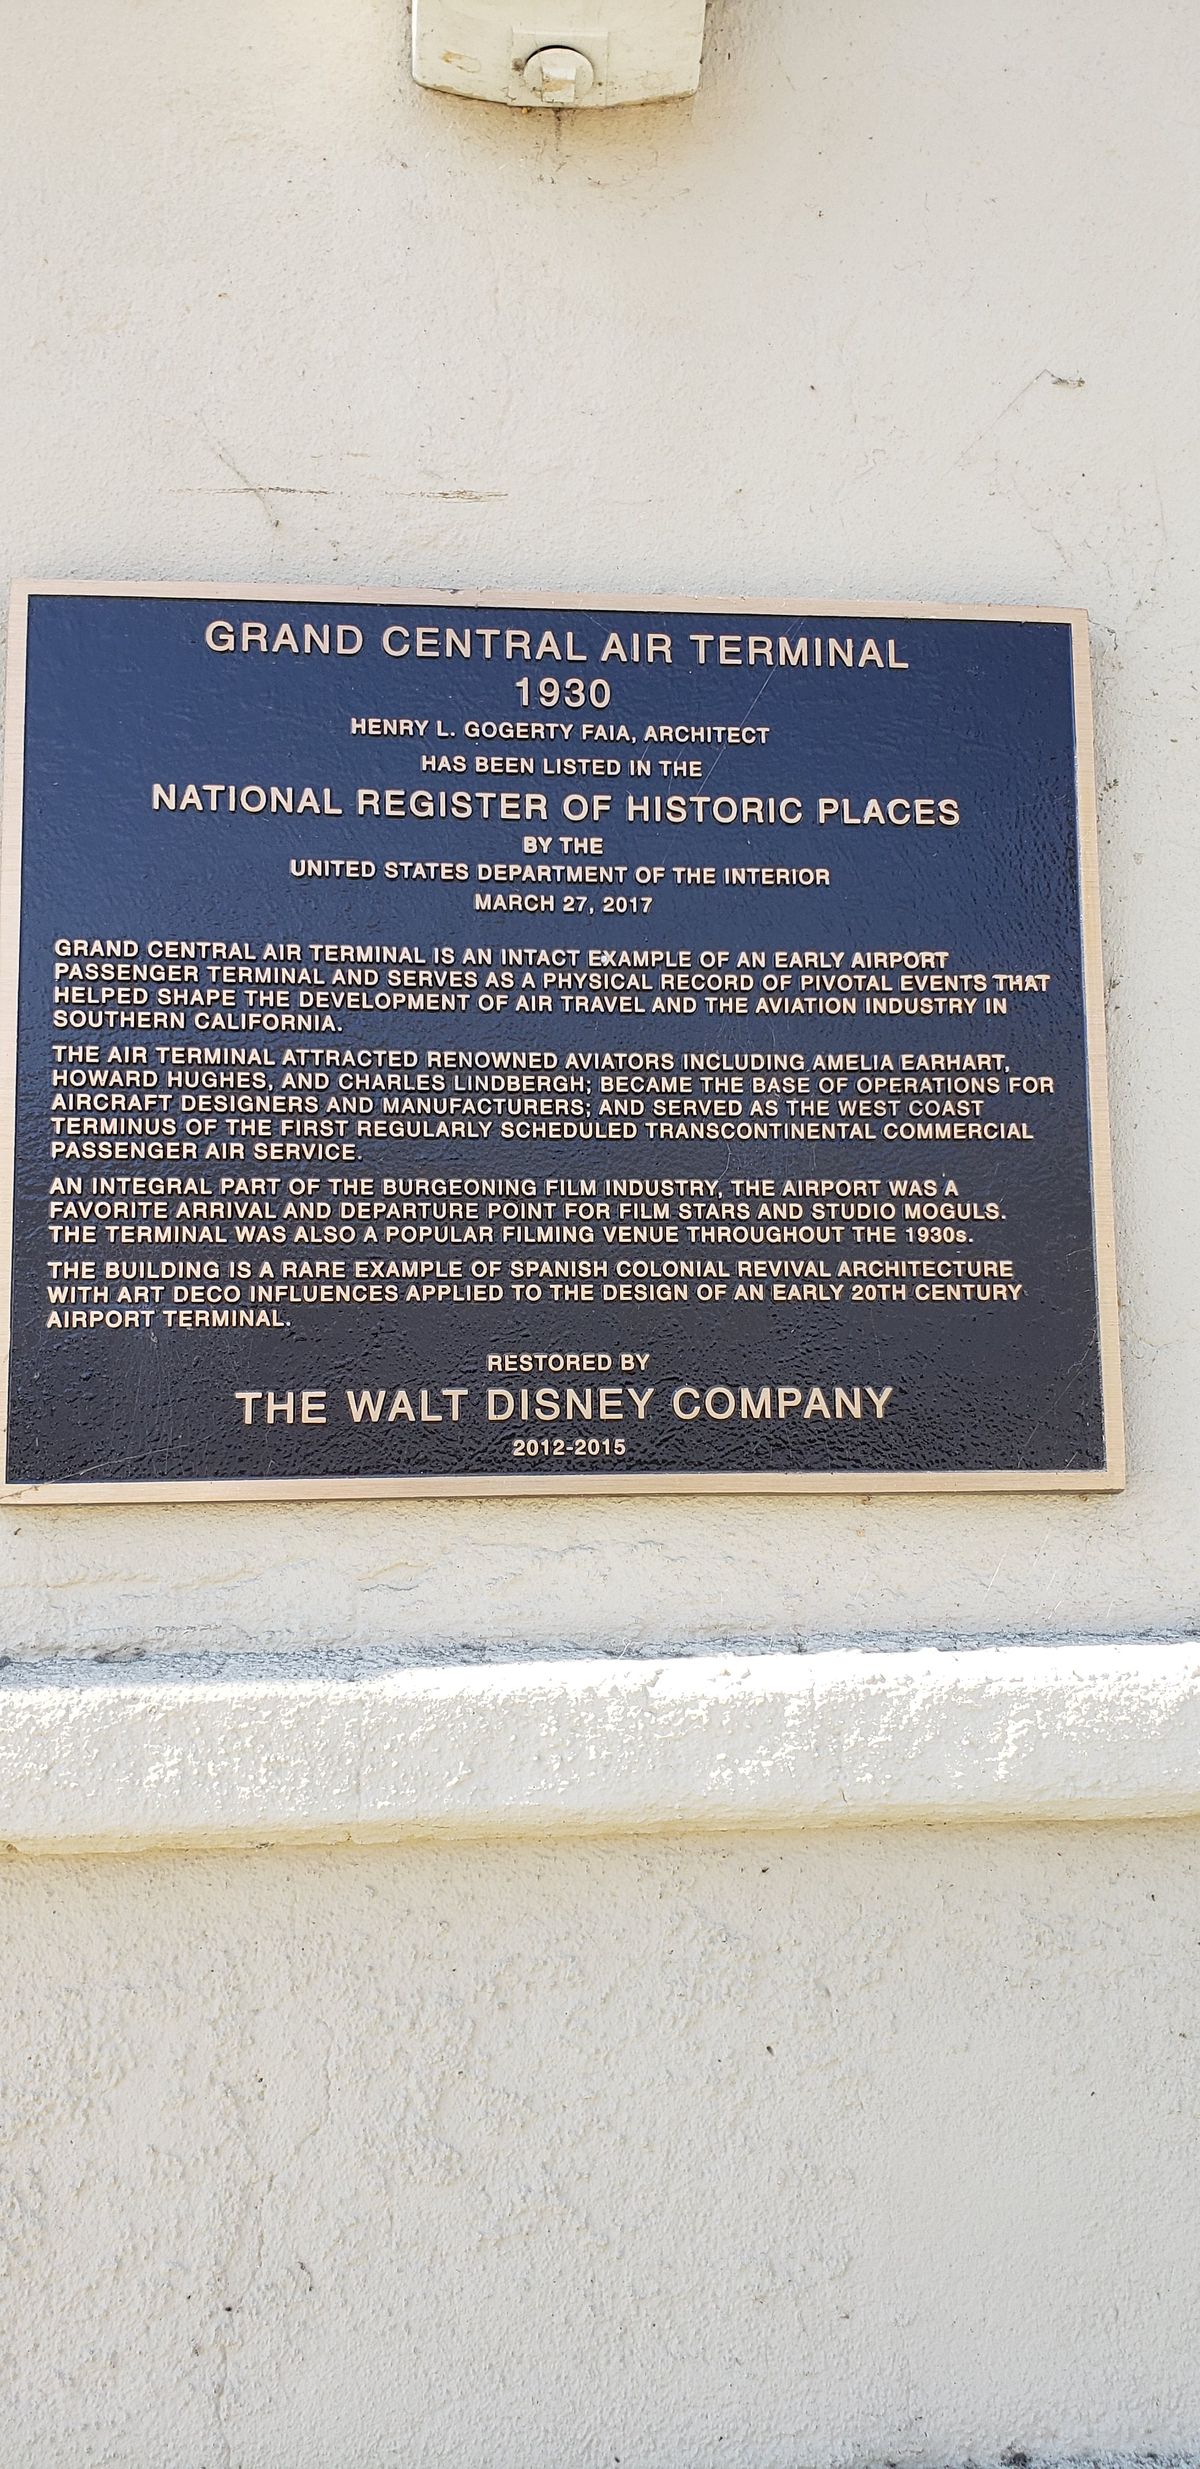 GRAND CENTRAL AIR TERMINAL
1930
HENRY L. GOGERTY FAIA, ARCHITECT
HAS BEEN LISTED IN THE
NATIONAL REGISTER OF HISTORIC PLACES
BY THE
UNITED STATES DEPARTMENT OF THE INTERIOR
MARCH 27, 2017
GRAND CENTRAL AIR TERMINAL IS AN INTACT EXAMPLE OF AN EARLY AIRPORT
PASSENGER TERMINAL AND SERVES AS A PHYSICAL RECORD OF PIVOTAL EVENTS THAT
HELPED SHAPE THE DEVELOPMENT OF AIR TRAVEL AND THE AVIATION INDUSTRY IN
SOUTHERN CALIFORNIA.
THE AIR TERMINAL ATTRACTED RENOWNED AVIATORS INCLUDING AMELIA EARHART,
HOWARD HUGHES, AND CHARLES LINDBERGH; BECAME THE BASE OF OPERATIONS FOR
AIRCRAFT DESIGNERS AND MANUFACTURERS; AND SERVED AS THE WEST COAST
TERMINUS OF THE FIRST REGULARLY SCHEDULED TRANSCONTINENTAL COMMERCIAL
PASSENGER AIR SERVICE.
AN INTEGRAL PART OF THE BURGEONING FILM INDUSTRY, THE AIRPORT WAS A
FAVORITE ARRIVAL AND DEPARTURE POINT FOR FILM STARS AND STUDIO MOGULS.
THE TERMINAL WAS ALSO A POPULAR FILMING VENUE THROUGHOUT THE 1930s.
THE BUILDING IS A RARE EXAMPLE OF SPANISH COLONIAL REVIVAL ARCHITECTURE
WITH ART DECO INFLUENCES APPLIED TO THE DESIGN OF AN EARLY 20TH CENTURY
AIRPORT TERMINAL.
RESTORED BY
THE WALT DISNEY COMPANY
2012-2015